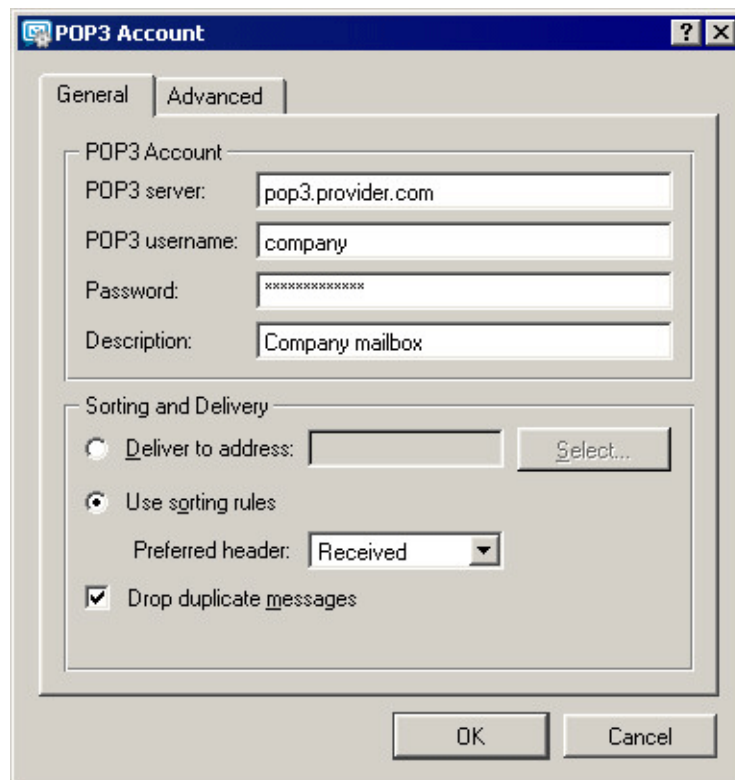 POP3 Account
General Advanced
POP3 Account
POP3 server: pop3.provider.com
POP3 username: company
Password: *************
Description: Company mailbox
Sorting and Delivery
Deliver to address: Select...
Use sorting rules
Preferred header: Received
Drop duplicate messages
OK Cancel